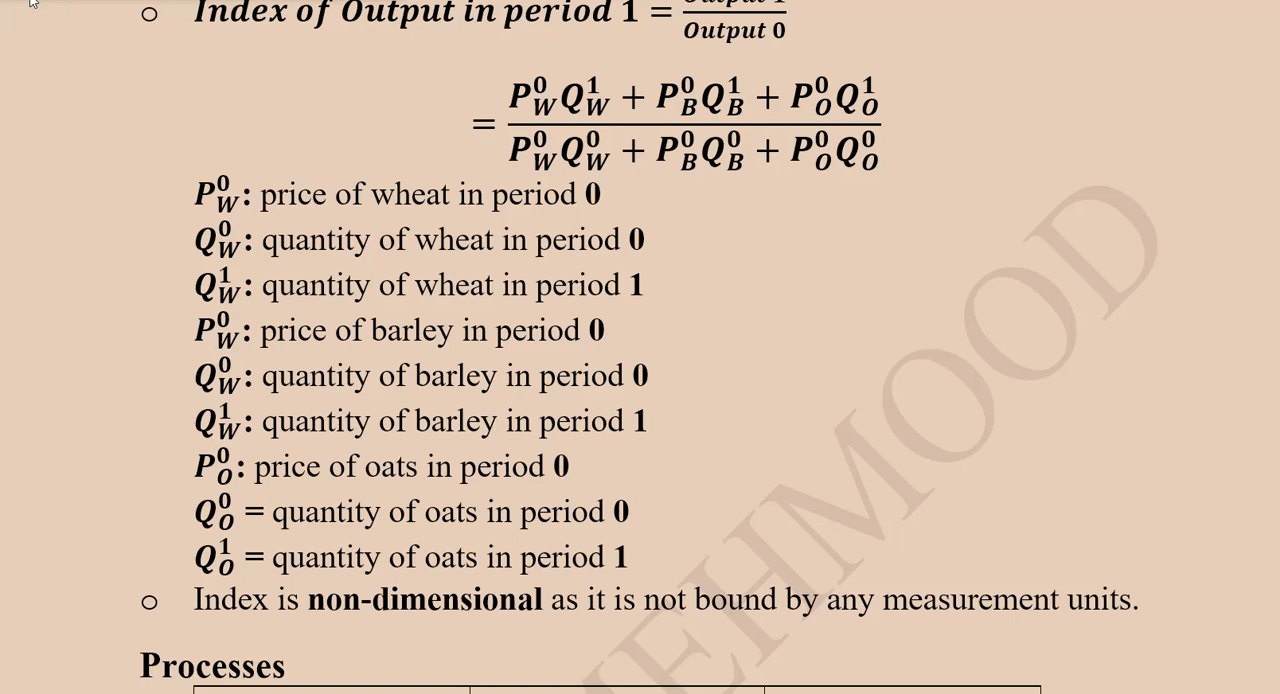 o Index of Output in period 1 = Output 1 / Output 0
= (P_W^0 Q_W^1 + P_B^0 Q_B^1 + P_O^0 Q_O^1) / (P_W^0 Q_W^0 + P_B^0 Q_B^0 + P_O^0 Q_O^0)
P_W^0: price of wheat in period 0
Q_W^0: quantity of wheat in period 0
Q_W^1: quantity of wheat in period 1
P_W^0: price of barley in period 0
Q_W^0: quantity of barley in period 0
Q_W^1: quantity of barley in period 1
P_O^0: price of oats in period 0
Q_O^0 = quantity of oats in period 0
Q_O^1 = quantity of oats in period 1
o Index is non-dimensional as it is not bound by any measurement units.
Processes
EHMOOD